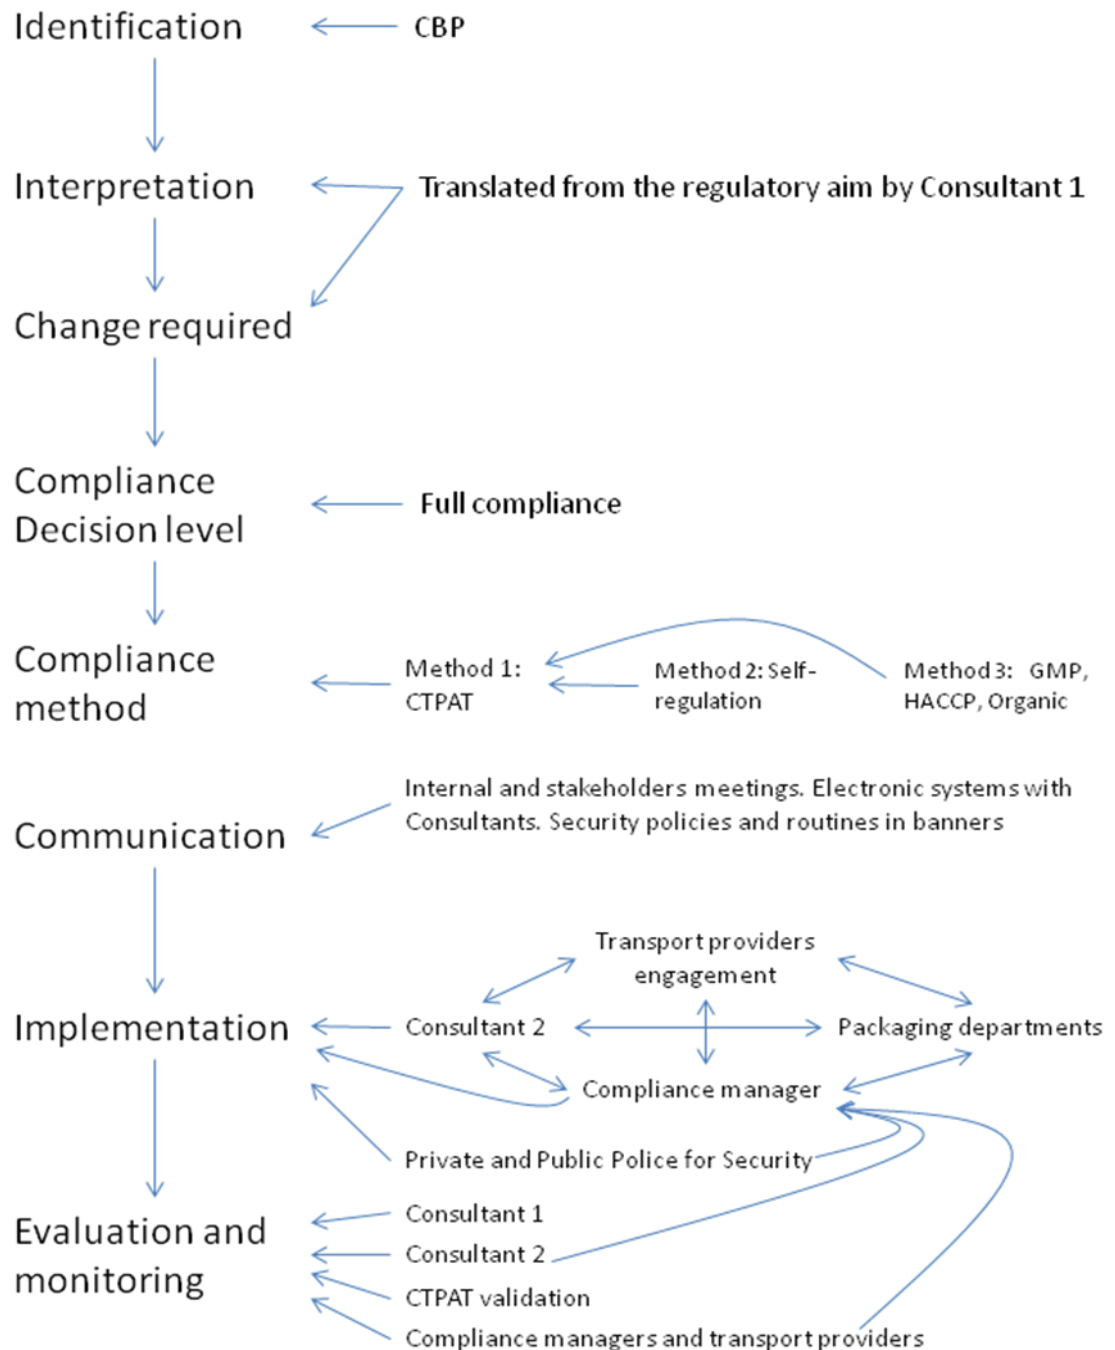 Identification
CBP
Interpretation
Translated from the regulatory aim by Consultant 1
Change required
Compliance
Decision level
Full compliance
Compliance
method
Method 1:
CTPAT
Method 2: Self-
regulation
Method 3: GMP,
HACCP, Organic
Communication
Internal and stakeholders meetings. Electronic systems with
Consultants. Security policies and routines in banners
Implementation
Transport providers
engagement
Consultant 2
Packaging departments
Compliance manager
Private and Public Police for Security
Evaluation and
monitoring
Consultant 1
Consultant 2
CTPAT validation
Compliance managers and transport providers